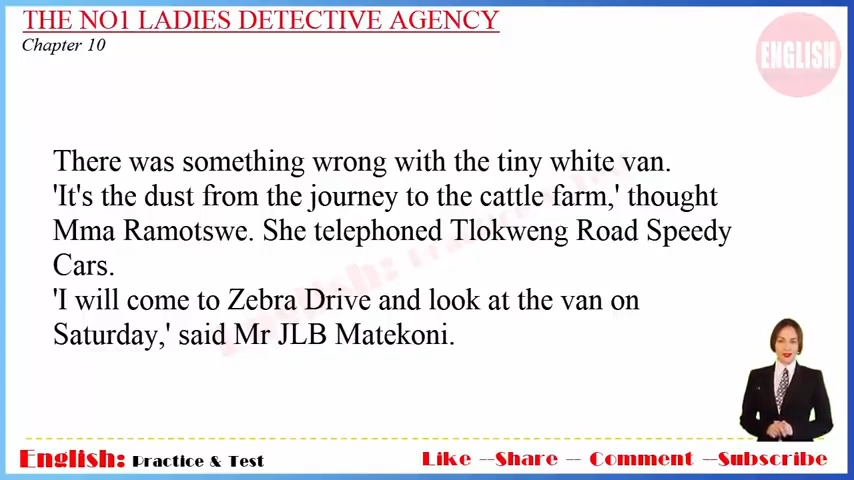 THE NO1 LADIES DETECTIVE AGENCY
Chapter 10
ENGLISH
There was something wrong with the tiny white van.
'It's the dust from the journey to the cattle farm,' thought
Mma Ramotswe. She telephoned Tlokweng Road Speedy
Cars.
'I will come to Zebra Drive and look at the van on
Saturday,' said Mr JLB Matekoni.
English: Practice & Test
Like --Share -- Comment --Subscribe